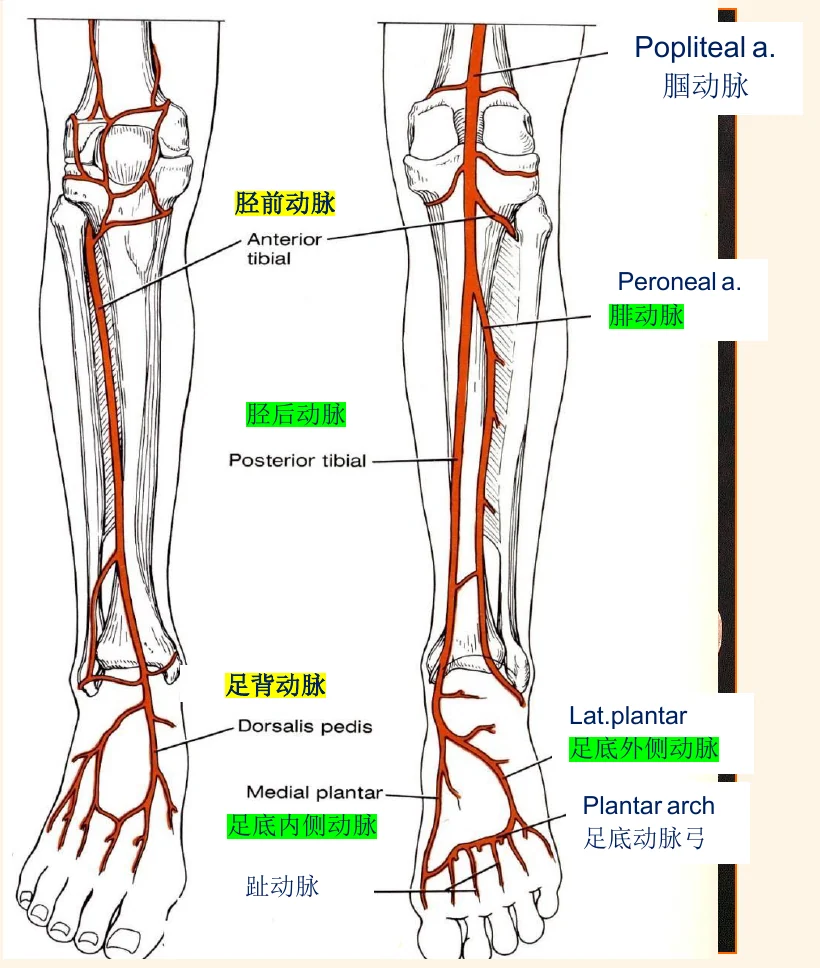 Popliteal a.
腘动脉
胫前动脉
Anterior
tibial
Peroneal a.
腓动脉
胫后动脉
Posterior tibial
足背动脉
Dorsalis pedis
Lat.plantar
足底外侧动脉
Medial plantar
足底内侧动脉
Plantar arch
足底动脉弓
趾动脉